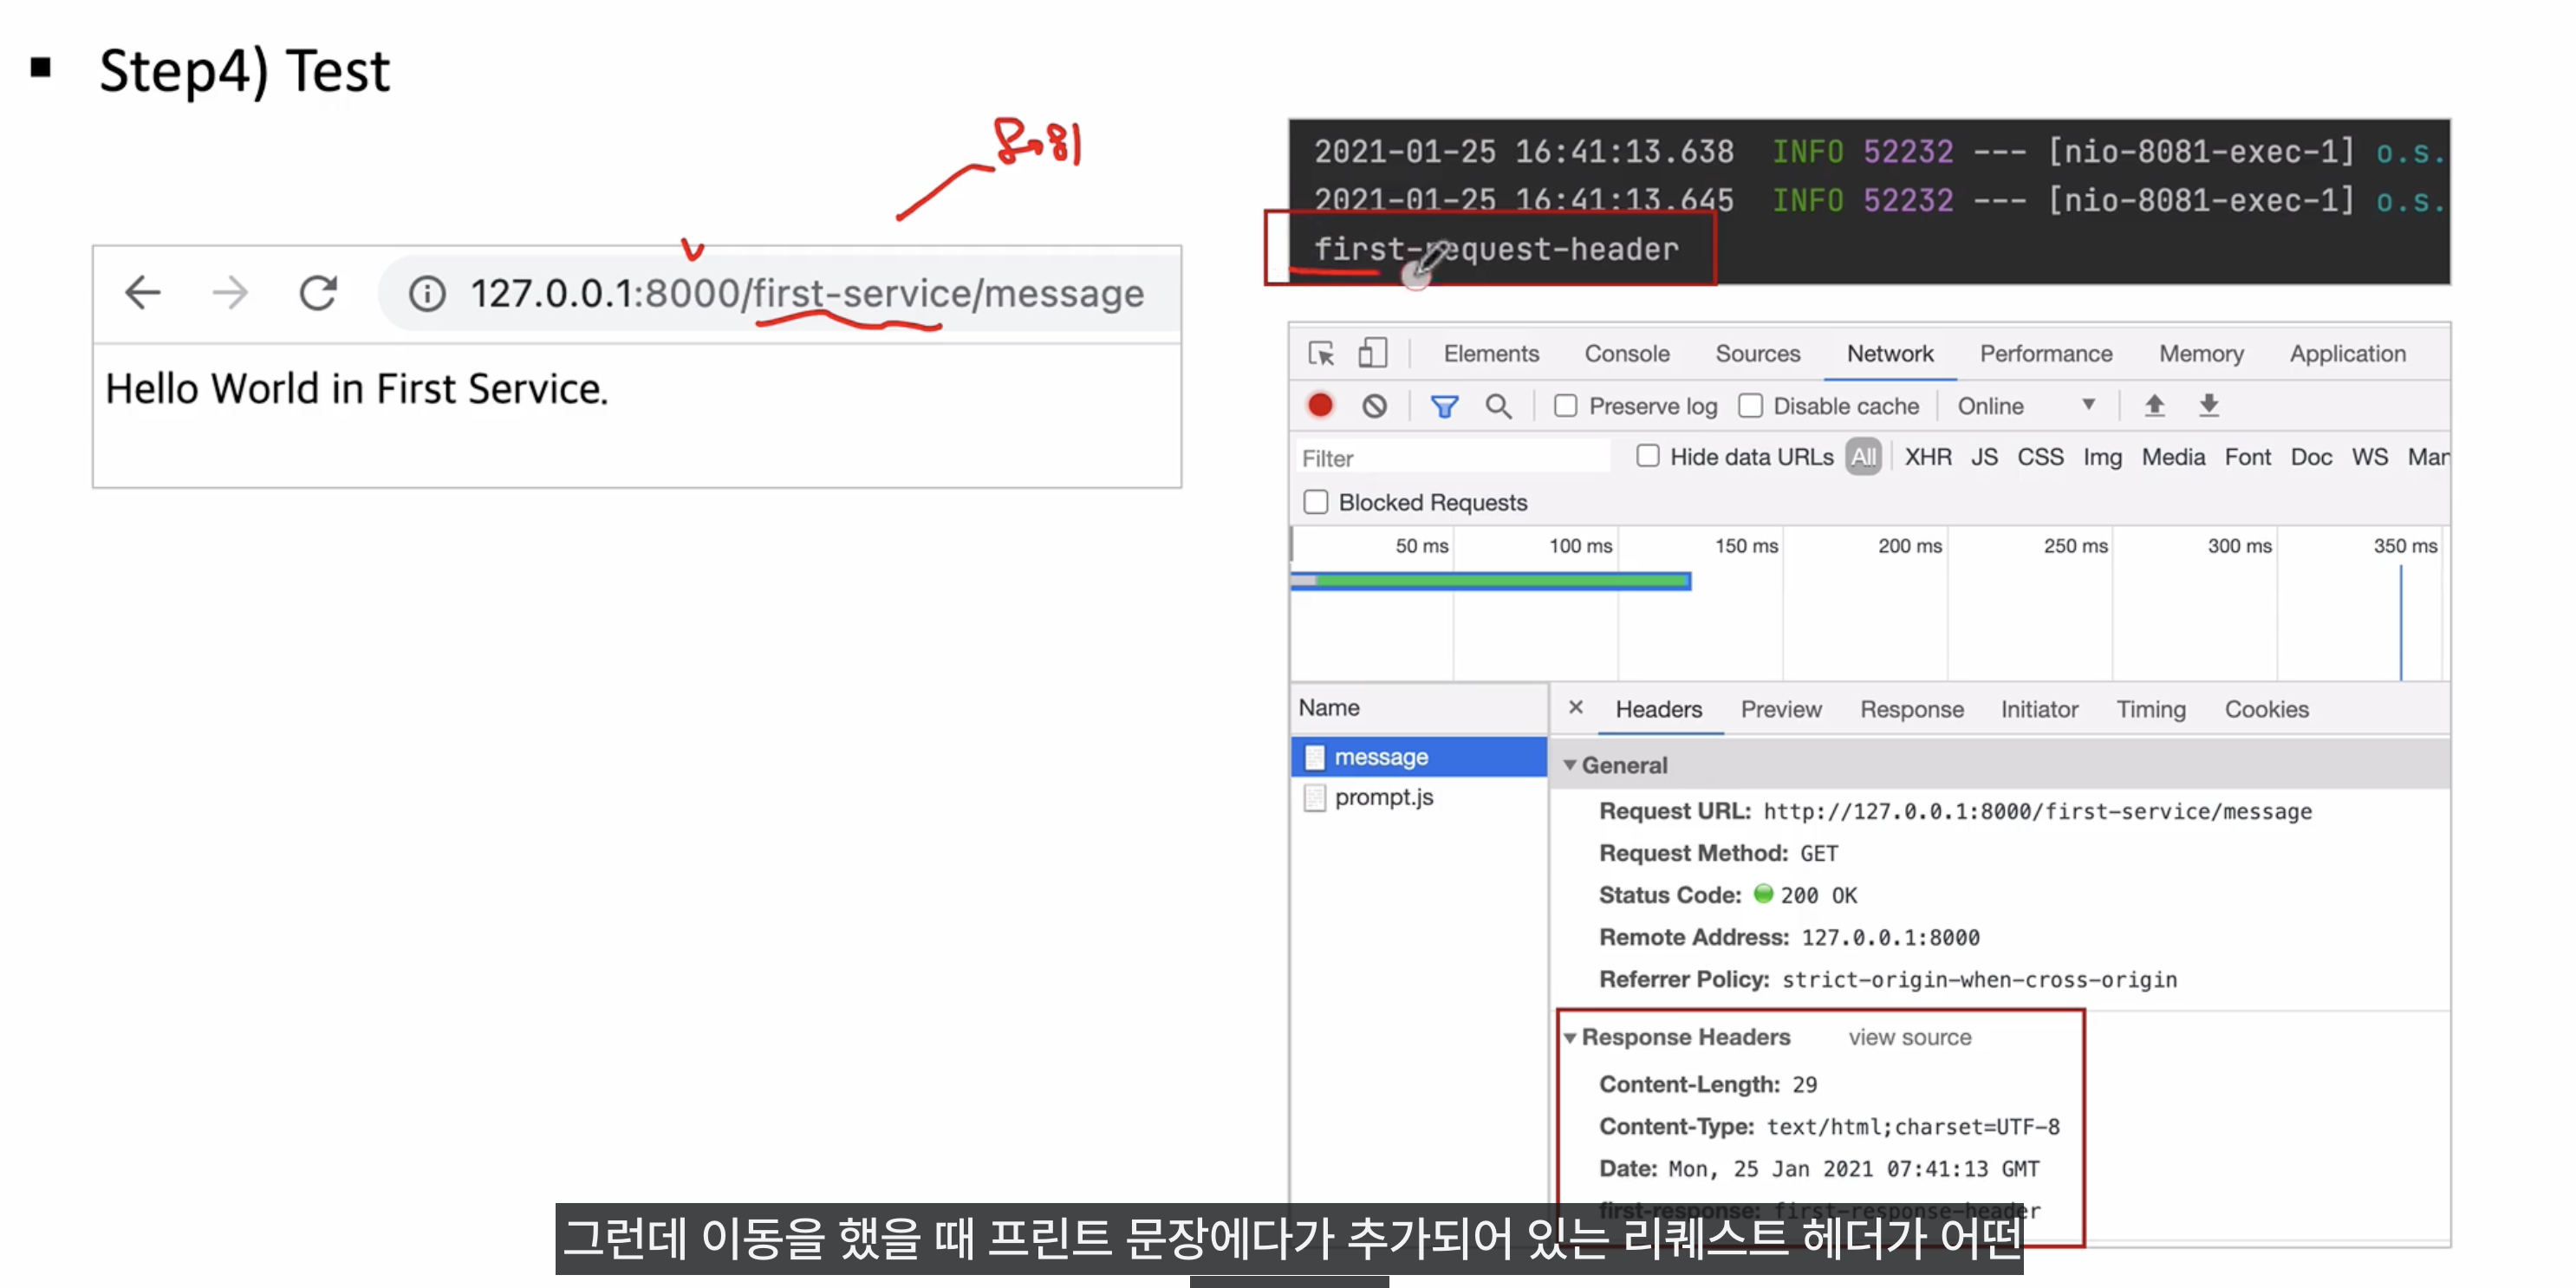 ▪ Step4) Test
127.0.0.1:8000/first-service/message
Hello World in First Service.
2021-01-25 16:41:13.638 INFO 52232 --- [nio-8081-exec-1] o.s.
2021-01-25 16:41:13.645 INFO 52232 --- [nio-8081-exec-1] o.s.
first-request-header
Elements Console Sources Network Performance Memory Application
Preserve log Disable cache Online
Filter Hide data URLs All XHR JS CSS Img Media Font Doc WS Man
Blocked Requests
50 ms 100 ms 150 ms 200 ms 250 ms 300 ms 350 ms
Name
message
prompt.js
× Headers Preview Response Initiator Timing Cookies
General
Request URL: http://127.0.0.1:8000/first-service/message
Request Method: GET
Status Code: 200 OK
Remote Address: 127.0.0.1:8000
Referrer Policy: strict-origin-when-cross-origin
Response Headers view source
Content-Length: 29
Content-Type: text/html;charset=UTF-8
Date: Mon, 25 Jan 2021 07:41:13 GMT
first-response: first-response-header
그런데 이동을 했을 때 프린트 문장에다가 추가되어 있는 리퀘스트 헤더가 어떤